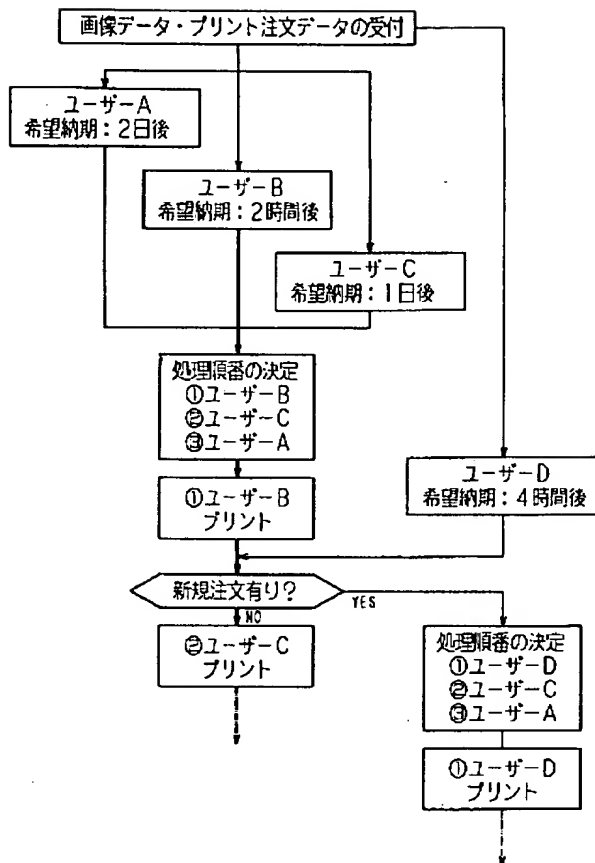 画像データ・プリント注文データの受付
ユーザーA
希望納期：2日後
ユーザーB
希望納期：2時間後
ユーザーC
希望納期：1日後
処理順番の決定
①ユーザーB
②ユーザーC
③ユーザーA
①ユーザーB
プリント
ユーザーD
希望納期：4時間後
新規注文有り？
YES
NO
②ユーザーC
プリント
処理順番の決定
①ユーザーD
②ユーザーC
③ユーザーA
①ユーザーD
プリント